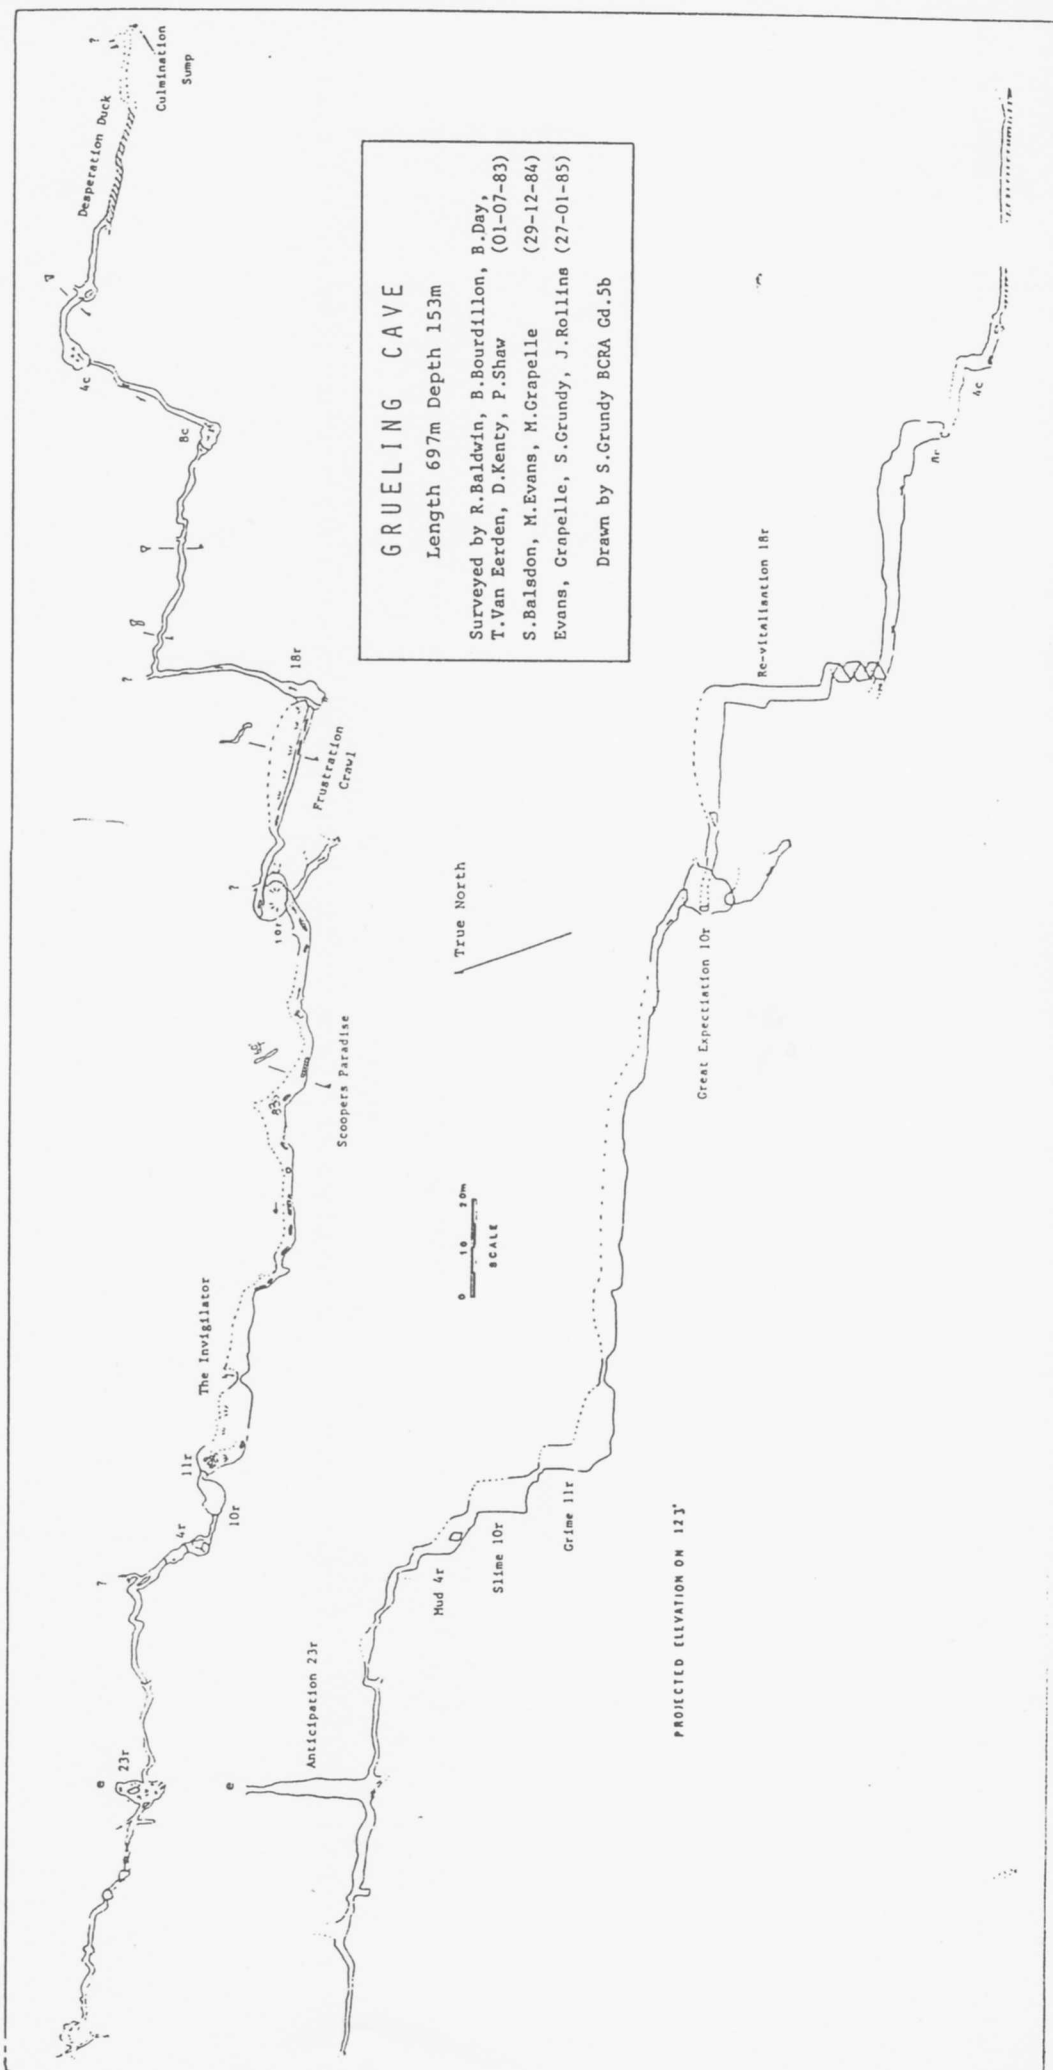 GRUELING CAVE
Length 697m Depth 153m
Surveyed by R.Baldwin, B.Bourdillon, B.Day,
T.Van Eerden, D.Kenty, P.Shaw (01-07-83)
S.Balsdon, M.Evans, M.Grapelle (29-12-84)
Evans, Grapelle, S.Grundy, J.Rollins (27-01-85)
Drawn by S.Grundy BCRA Gd.5b
e
23r
?
4r
10r
11r
The Invigilator
83
Scoopers Paradise
10r
?
Frustration
Crawl
18r
?
8c
4c
Desperation Duck
?
Culmination
Sump
True North
0 10 20m
SCALE
e
Anticipation 23r
Mud 4r
Slime 10r
Grime 11r
Great Expectiation 10r
Re-vitalisation 18r
4c
PROJECTED ELEVATION ON 123°